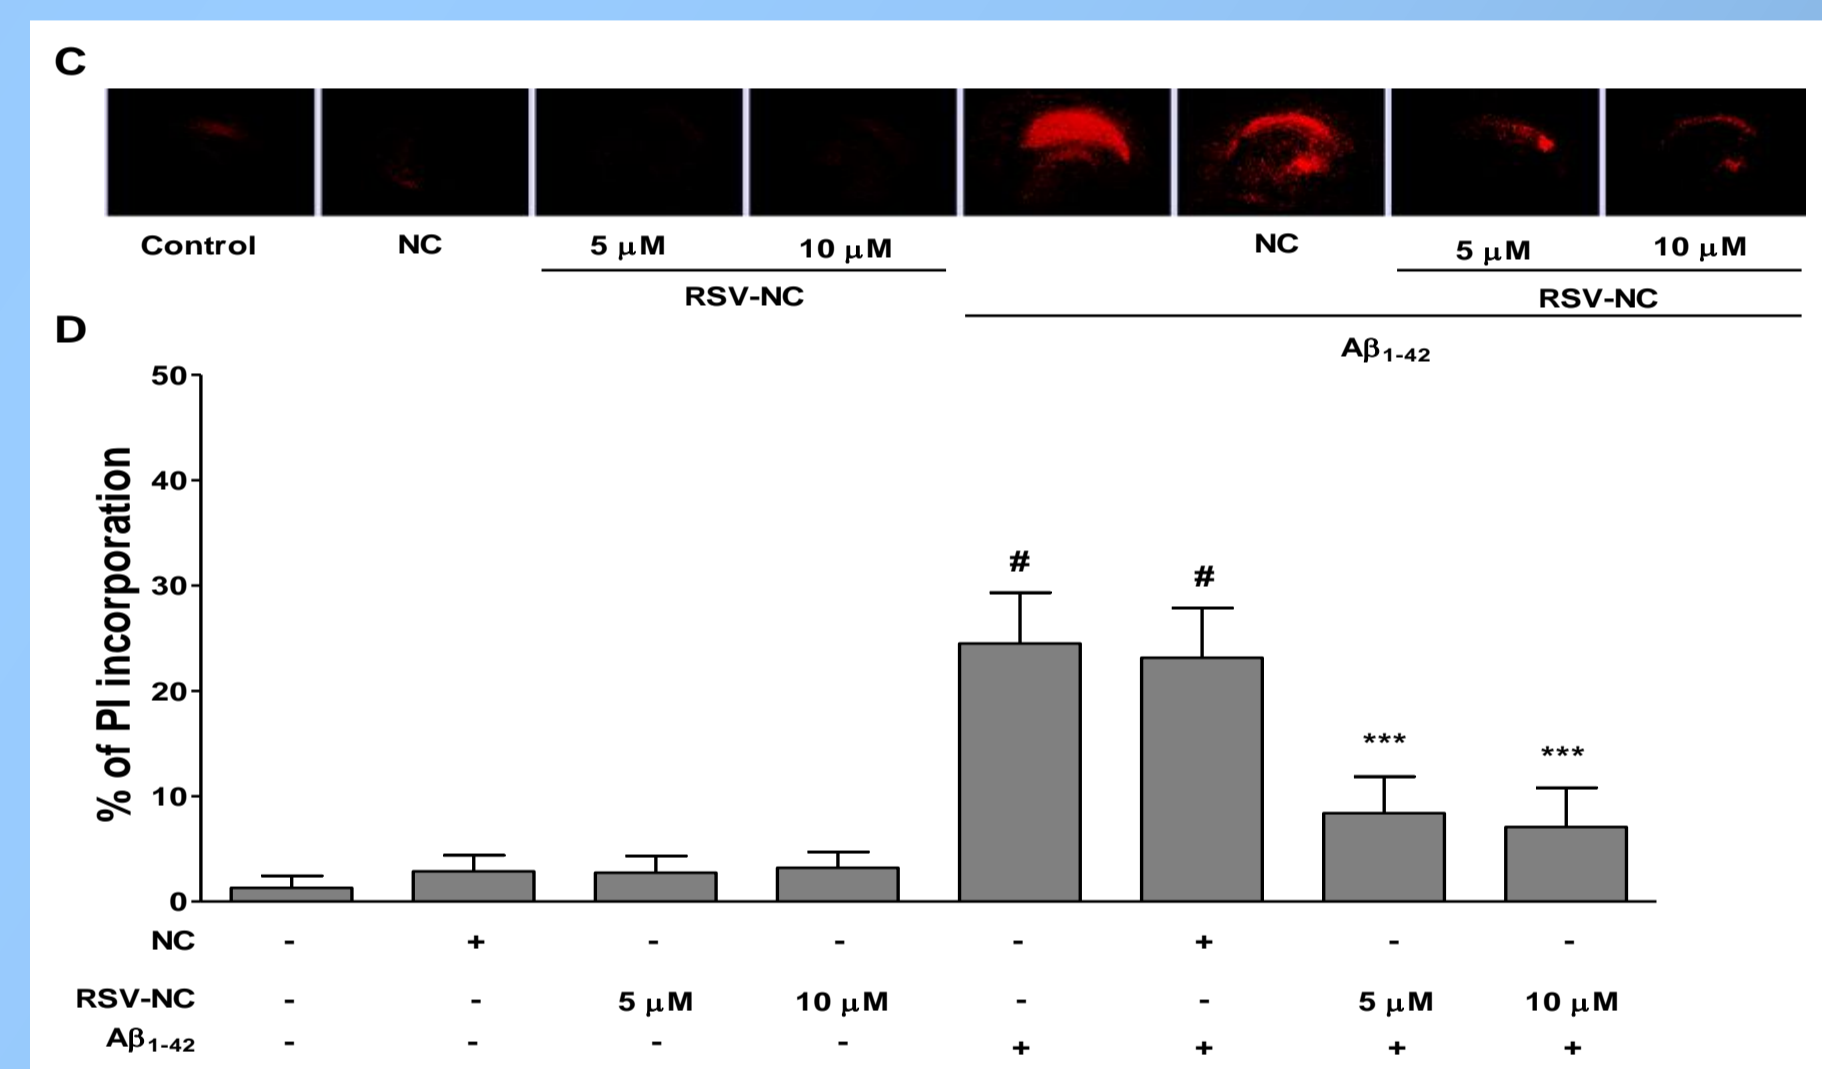 C
Control NC 5 μM 10 μM NC 5 μM 10 μM
RSV-NC RSV-NC
D
Aβ1-42
% of PI incorporation
50
40
30
20
10
0
# #
*** ***
NC - + - - - + - -
RSV-NC - - 5 μM 10 μM - - 5 μM 10 μM
Aβ1-42 - - - - + + + +